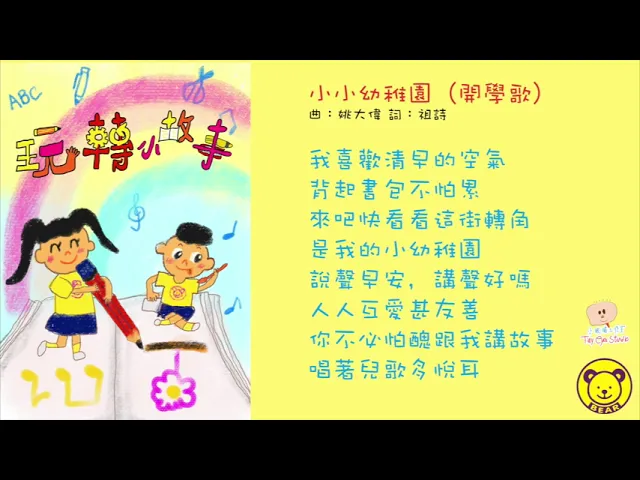 ABC
玩轉小故事
小小幼稚園(開學歌)
曲:姚大偉 詞:祖詩
我喜歡清早的空氣
背起書包不怕累
來吧快看看這街轉角
是我的小幼稚園
說聲早安,講聲好嗎
人人互愛甚友善
你不必怕醜跟我講故事
唱著兒歌多悅耳
BEAR